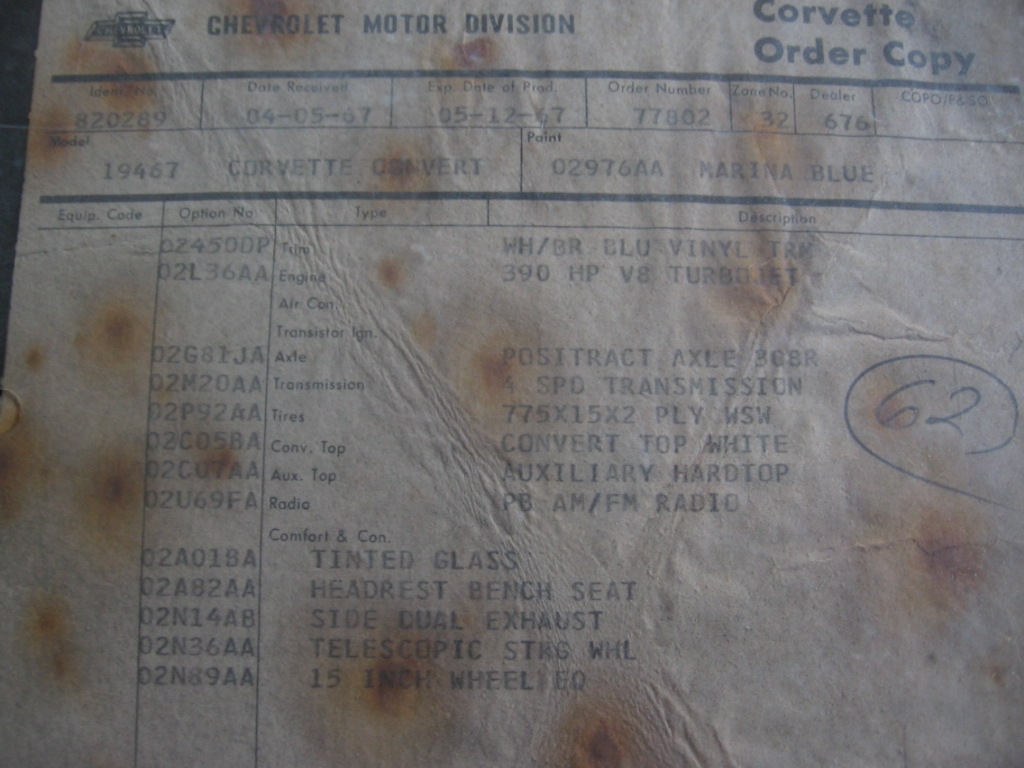 CHEVROLET CHEVROLET MOTOR DIVISION Corvette
Order Copy
Ident. No. Date Received Exp. Date of Prod. Order Number Zone No. Dealer COPO/F&SO
820289 04-05-67 05-12-67 77802 32 676
Model Paint
19467 CORVETTE CONVERT 02976AA MARINA BLUE
Equip. Code Option No. Type Description
02450DP Trim WH/BR BLU VINYL TRM
02L36AA Engine 390 HP V8 TURBOJET
Air Con.
Transistor Ign.
02G81JA Axle POSITRACT AXLE 308R
02M20AA Transmission 4 SPD TRANSMISSION
02P92AA Tires 775X15X2 PLY WSW
02C05BA Conv. Top CONVERT TOP WHITE
02C07AA Aux. Top AUXILIARY HARDTOP
02U69FA Radio PB AM/FM RADIO
62
Comfort & Con.
02A01BA TINTED GLASS
02A82AA HEADREST BENCH SEAT
02N14AB SIDE DUAL EXHAUST
02N36AA TELESCOPIC STRG WHL
02N89AA 15 INCH WHEEL EQ